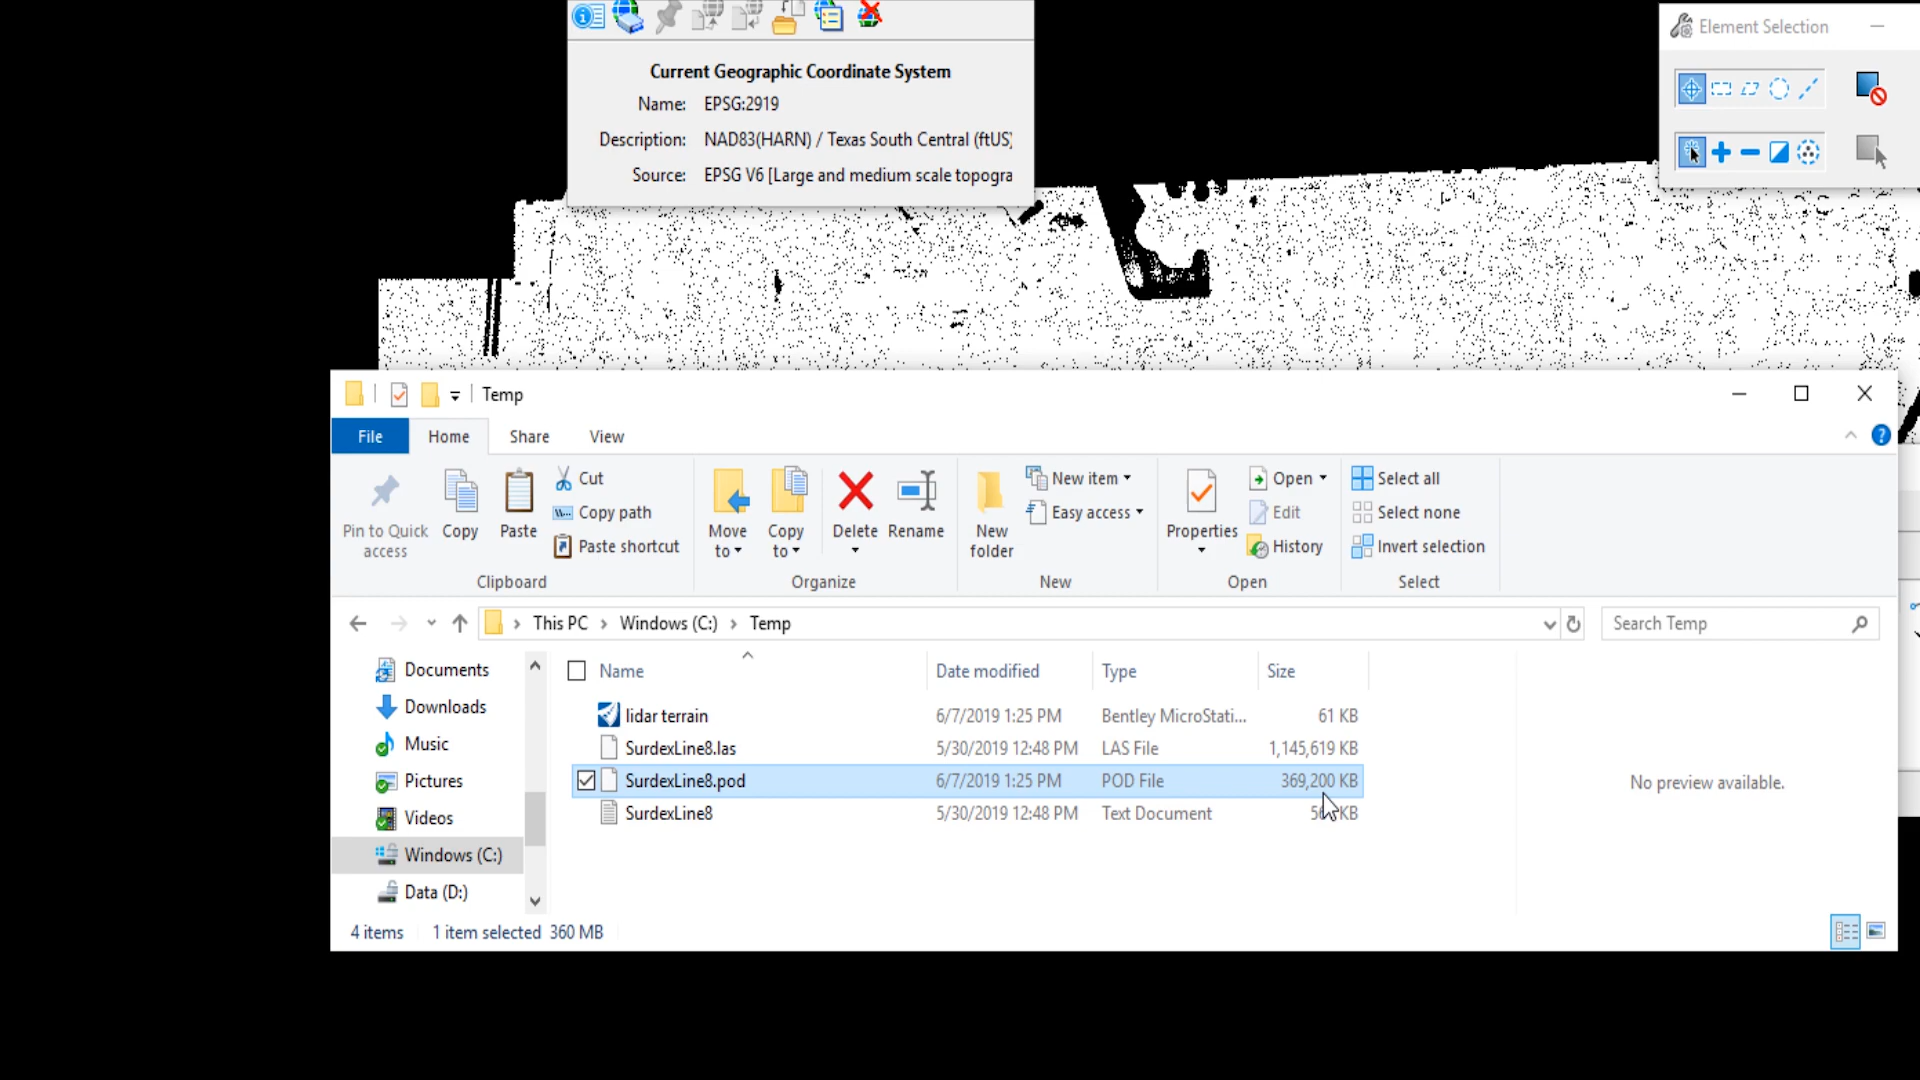 Current Geographic Coordinate System
Name: EPSG:2919
Description: NAD83(HARN) / Texas South Central (ftUS)
Source: EPSG V6 [Large and medium scale topogra
Element Selection
Temp
File Home Share View
Pin to Quick access
Copy
Paste
Cut
Copy path
Paste shortcut
Clipboard
Move to
Copy to
Delete
Rename
Organize
New folder
New item
Easy access
New
Properties
Open
Edit
History
Open
Select all
Select none
Invert selection
Select
This PC > Windows (C:) > Temp
Search Temp
Documents
Downloads
Music
Pictures
Videos
Windows (C:)
Data (D:)
Name Date modified Type Size
lidar terrain 6/7/2019 1:25 PM Bentley MicroStati... 61 KB
SurdexLine8.las 5/30/2019 12:48 PM LAS File 1,145,619 KB
SurdexLine8.pod 6/7/2019 1:25 PM POD File 369,200 KB
SurdexLine8 5/30/2019 12:48 PM Text Document KB
No preview available.
4 items 1 item selected 360 MB